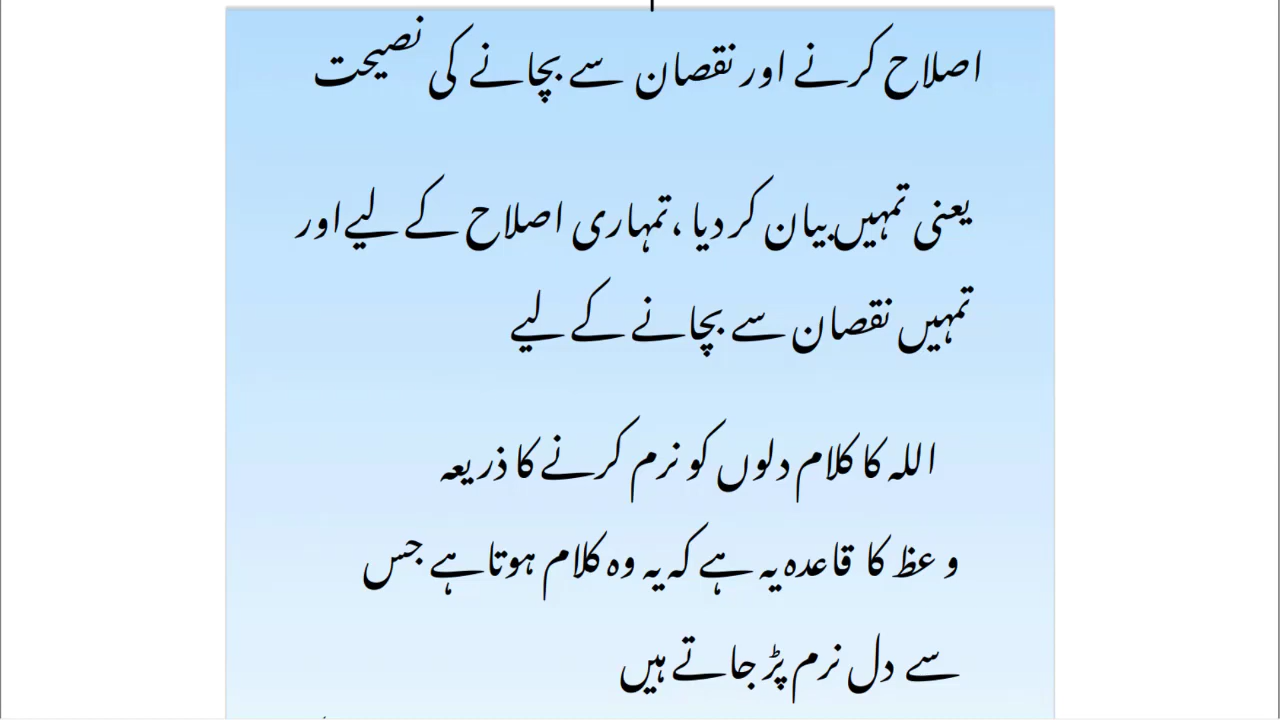 اصلاح کرنے اور نقصان سے بچانے کی نصیحت
یعنی تمہیں بیان کر دیا ،تمہاری اصلاح کے لیے اور
تمہیں نقصان سے بچانے کے لیے
اللہ کا کلام دلوں کو نرم کرنے کا ذریعہ
و عظ کا قاعدہ یہ ہے کہ یہ وہ کلام ہوتا ہے جس
سے دل نرم پڑ جاتے ہیں